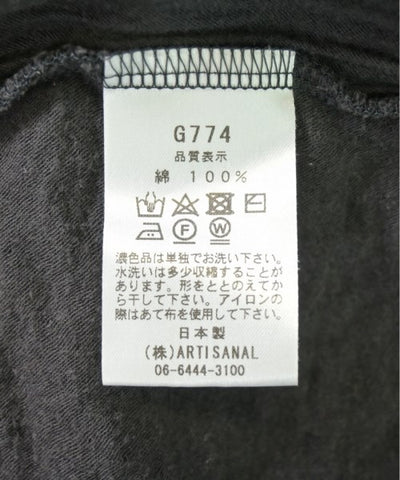 G774
品質表示
綿 100%
F W
濃色品は単独でお洗い下さい。
水洗いは多少収縮することが
あります。形をととのえてか
ら干して下さい。アイロン
の際はあて布を使用して下さい。
日本製
(株)ARTISANAL
06-6444-3100